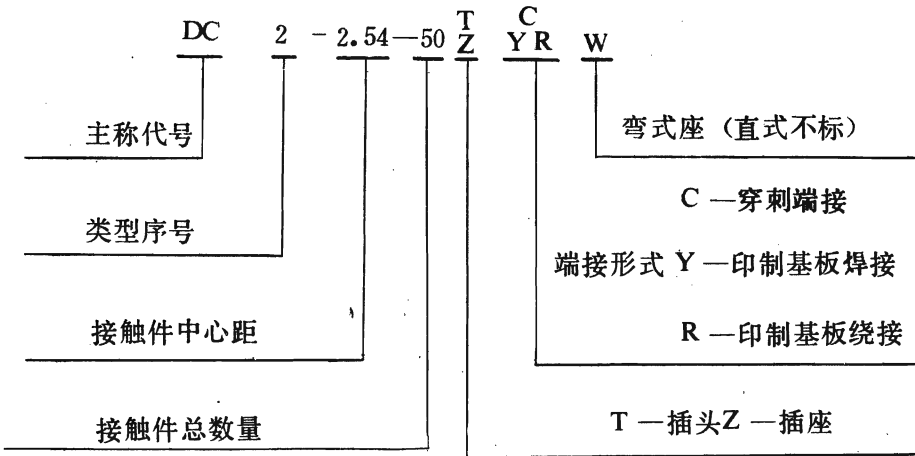 T C
DC 2 - 2.54—50 Z Y R W
主称代号
弯式座（直式不标）
C —穿刺端接
类型序号
端接形式 Y —印制基板焊接
接触件中心距
R —印制基板绕接
接触件总数量
T —插头Z —插座